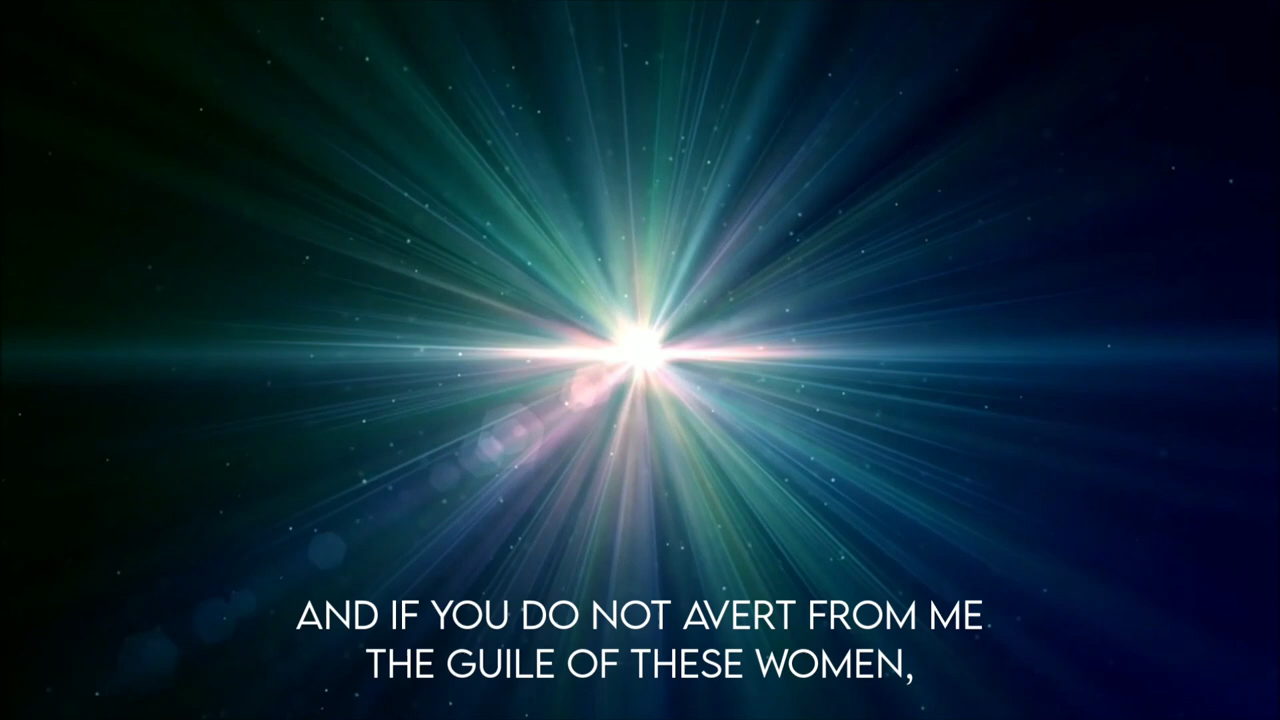 AND IF YOU DO NOT AVERT FROM ME
THE GUILE OF THESE WOMEN,